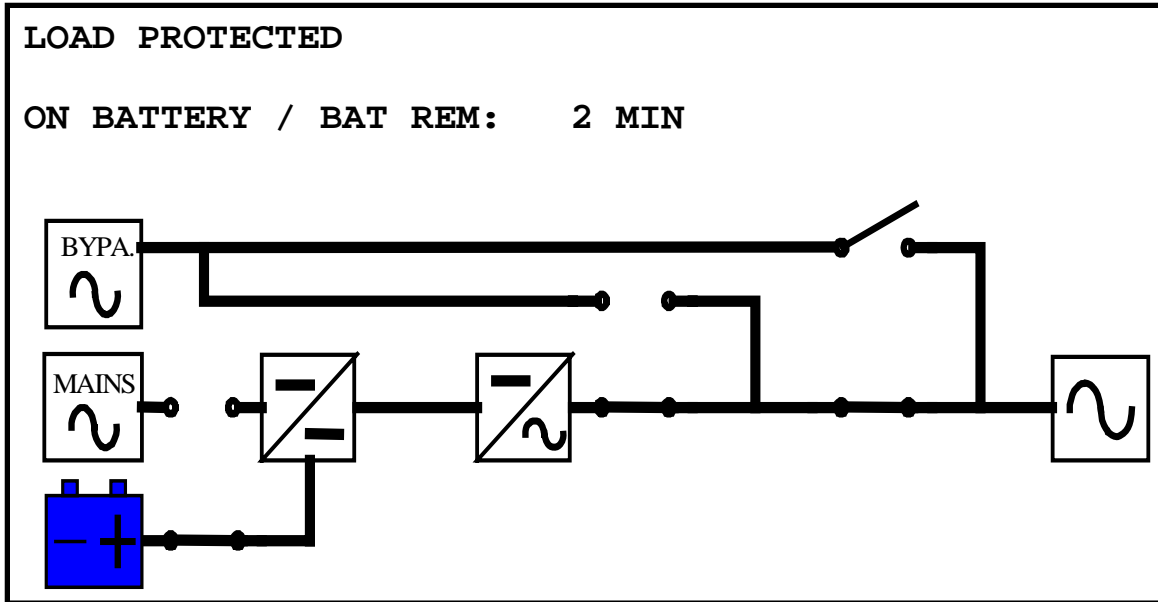 LOAD PROTECTED
ON BATTERY / BAT REM: 2 MIN
BYPA.
MAINS